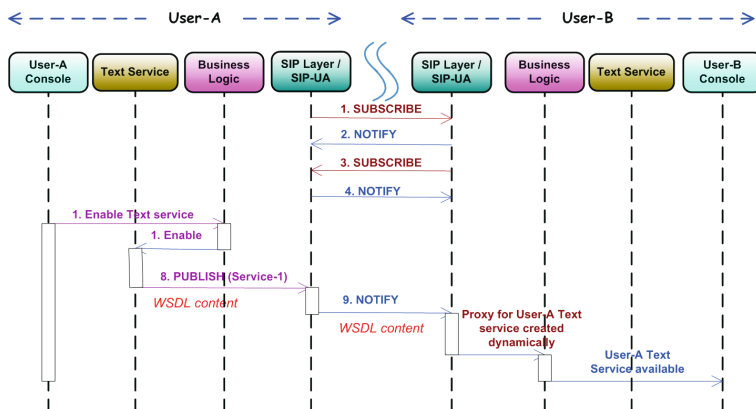 User-A
User-B
User-A
Console
Text Service
Business
Logic
SIP Layer /
SIP-UA
SIP Layer /
SIP-UA
Business
Logic
Text Service
User-B
Console
1. SUBSCRIBE
2. NOTIFY
3. SUBSCRIBE
4. NOTIFY
1. Enable Text service
1. Enable
8. PUBLISH (Service-1)
WSDL content
9. NOTIFY
WSDL content
Proxy for User-A Text
service created
dynamically
User-A Text
Service available